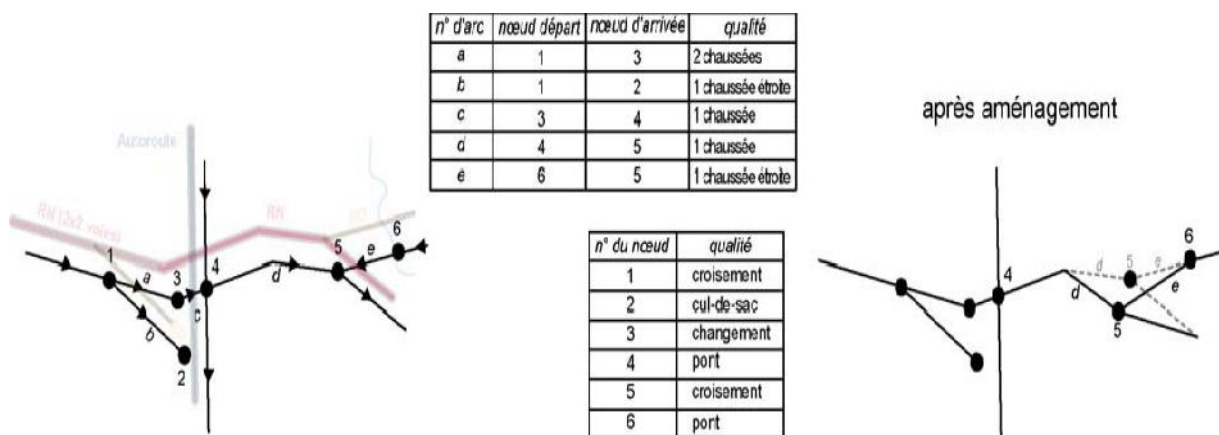 n° d'arc nœud départ nœud d'arrivée qualité
a 1 3 2 chaussées
b 1 2 1 chaussée étroite
c 3 4 1 chaussée
d 4 5 1 chaussée
e 6 5 1 chaussée étroite
après aménagement
Autoroute
RN (2x2 voies)
RN
1
a
3
4
c
b
2
d
5
e
6
n° du nœud qualité
1 croisement
2 cul-de-sac
3 changement
4 port
5 croisement
6 port
4
d
5
e
6
d
e
5